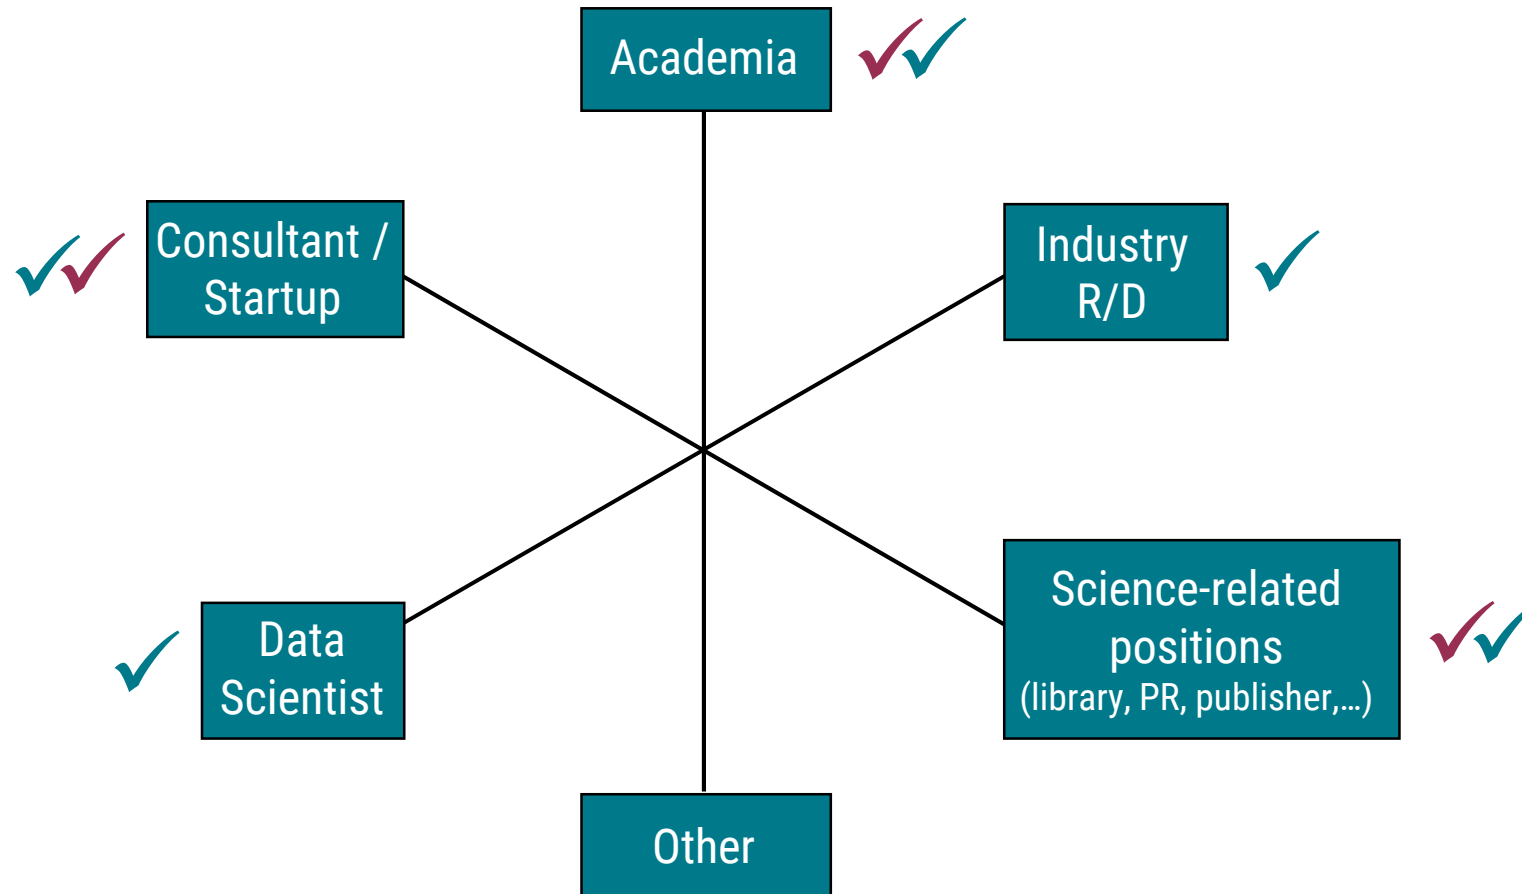 Academia
Consultant /
Startup
Industry
R/D
Data
Scientist
Science-related
positions
(library, PR, publisher,…)
Other